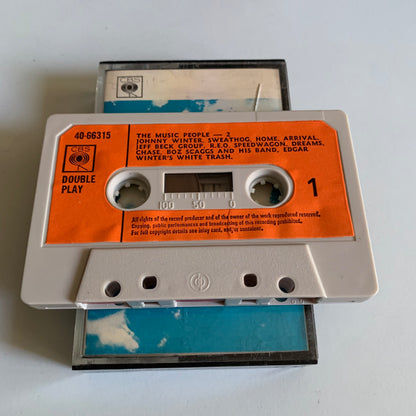 CBS
40-66315
CBS
DOUBLE
PLAY
THE MUSIC PEOPLE — 2
JOHNNY WINTER, SWEATHOG, HOME, ARRIVAL,
JEFF BECK GROUP, R.E.O. SPEEDWAGON, DREAMS,
CHASE, BOZ SCAGGS AND HIS BAND, EDGAR
WINTER'S WHITE TRASH.
1
100 50 0
All rights of the record producer and of the owner of the work reproduced reserved.
Copying, public performances and broadcasting of this recording prohibited.
For full copyright details see inlay card, and/or container.